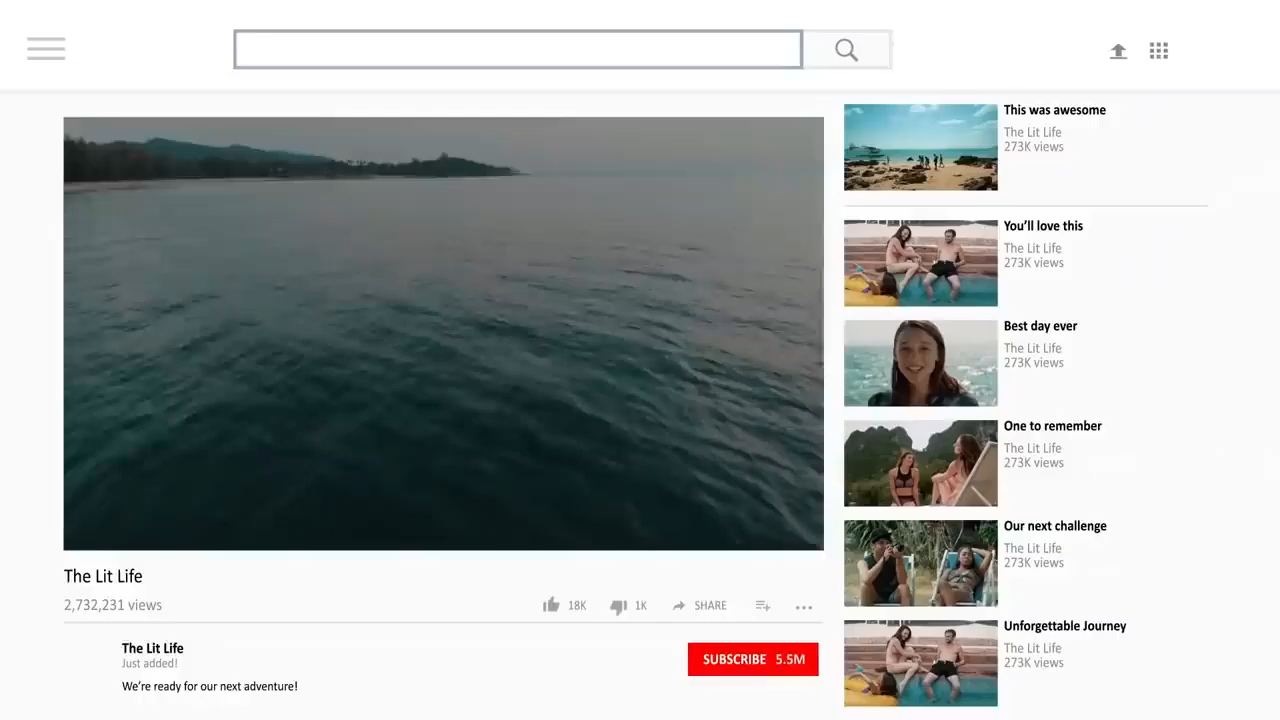 The Lit Life
2,732,231 views
18K
1K
SHARE
The Lit Life
Just added!
We're ready for our next adventure!
SUBSCRIBE 5.5M
This was awesome
The Lit Life
273K views
You'll love this
The Lit Life
273K views
Best day ever
The Lit Life
273K views
One to remember
The Lit Life
273K views
Our next challenge
The Lit Life
273K views
Unforgettable Journey
The Lit Life
273K views